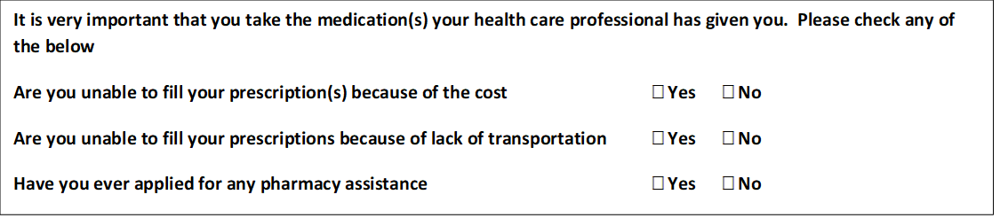 It is very important that you take the medication(s) your health care professional has given you.  Please check any of
the below
Are you unable to fill your prescription(s) because of the cost ☐Yes ☐No
Are you unable to fill your prescriptions because of lack of transportation ☐Yes ☐No
Have you ever applied for any pharmacy assistance ☐Yes ☐No